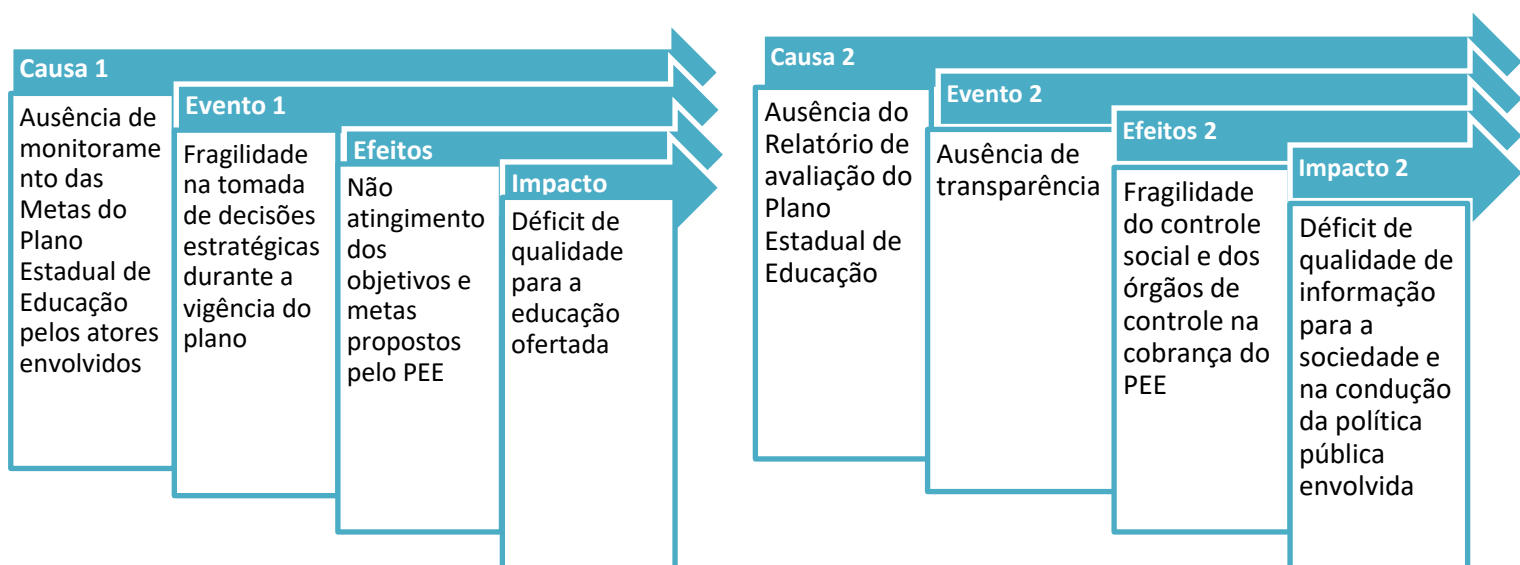 Causa 1
Ausência de
monitorame
nto das
Metas do
Plano
Estadual de
Educação
pelos atores
envolvidos
Evento 1
Fragilidade
na tomada
de decisões
estratégicas
durante a
vigência do
plano
Efeitos
Não
atingimento
dos
objetivos e
metas
propostos
pelo PEE
Impacto
Déficit de
qualidade
para a
educação
ofertada
Causa 2
Ausência do
Relatório de
avaliação do
Plano
Estadual de
Educação
Evento 2
Ausência de
transparência
Efeitos 2
Fragilidade
do controle
social e dos
órgãos de
controle na
cobrança do
PEE
Impacto 2
Déficit de
qualidade de
informação
para a
sociedade e
na condução
da política
pública
envolvida